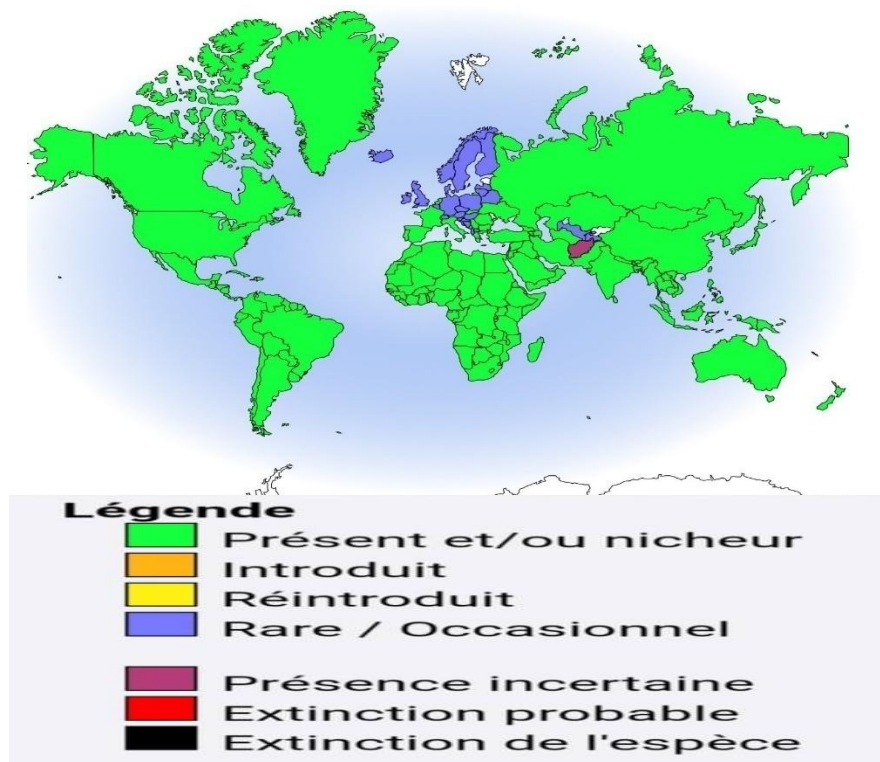 Légende
Présent et/ou nicheur
Introduit
Réintroduit
Rare / Occasionnel
Présence incertaine
Extinction probable
Extinction de l'espèce